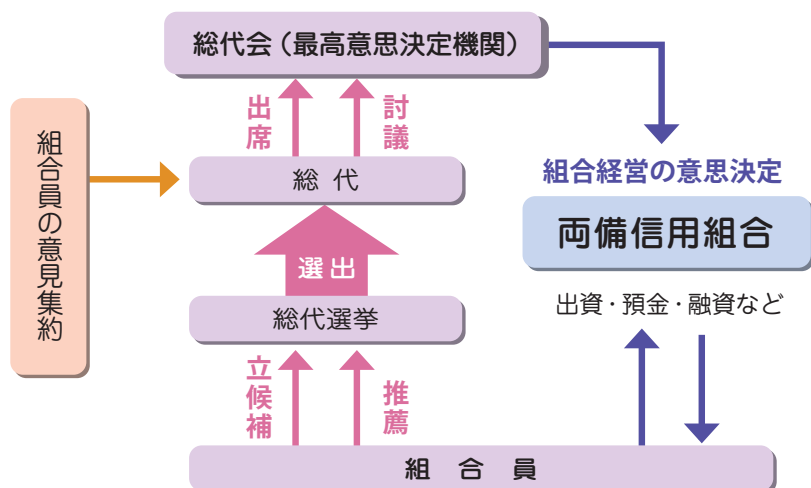 総代会（最高意思決定機関）
出席
討議
組合員の意見集約
総代
組合経営の意思決定
両備信用組合
選出
出資・預金・融資など
総代選挙
立候補
推薦
組合員